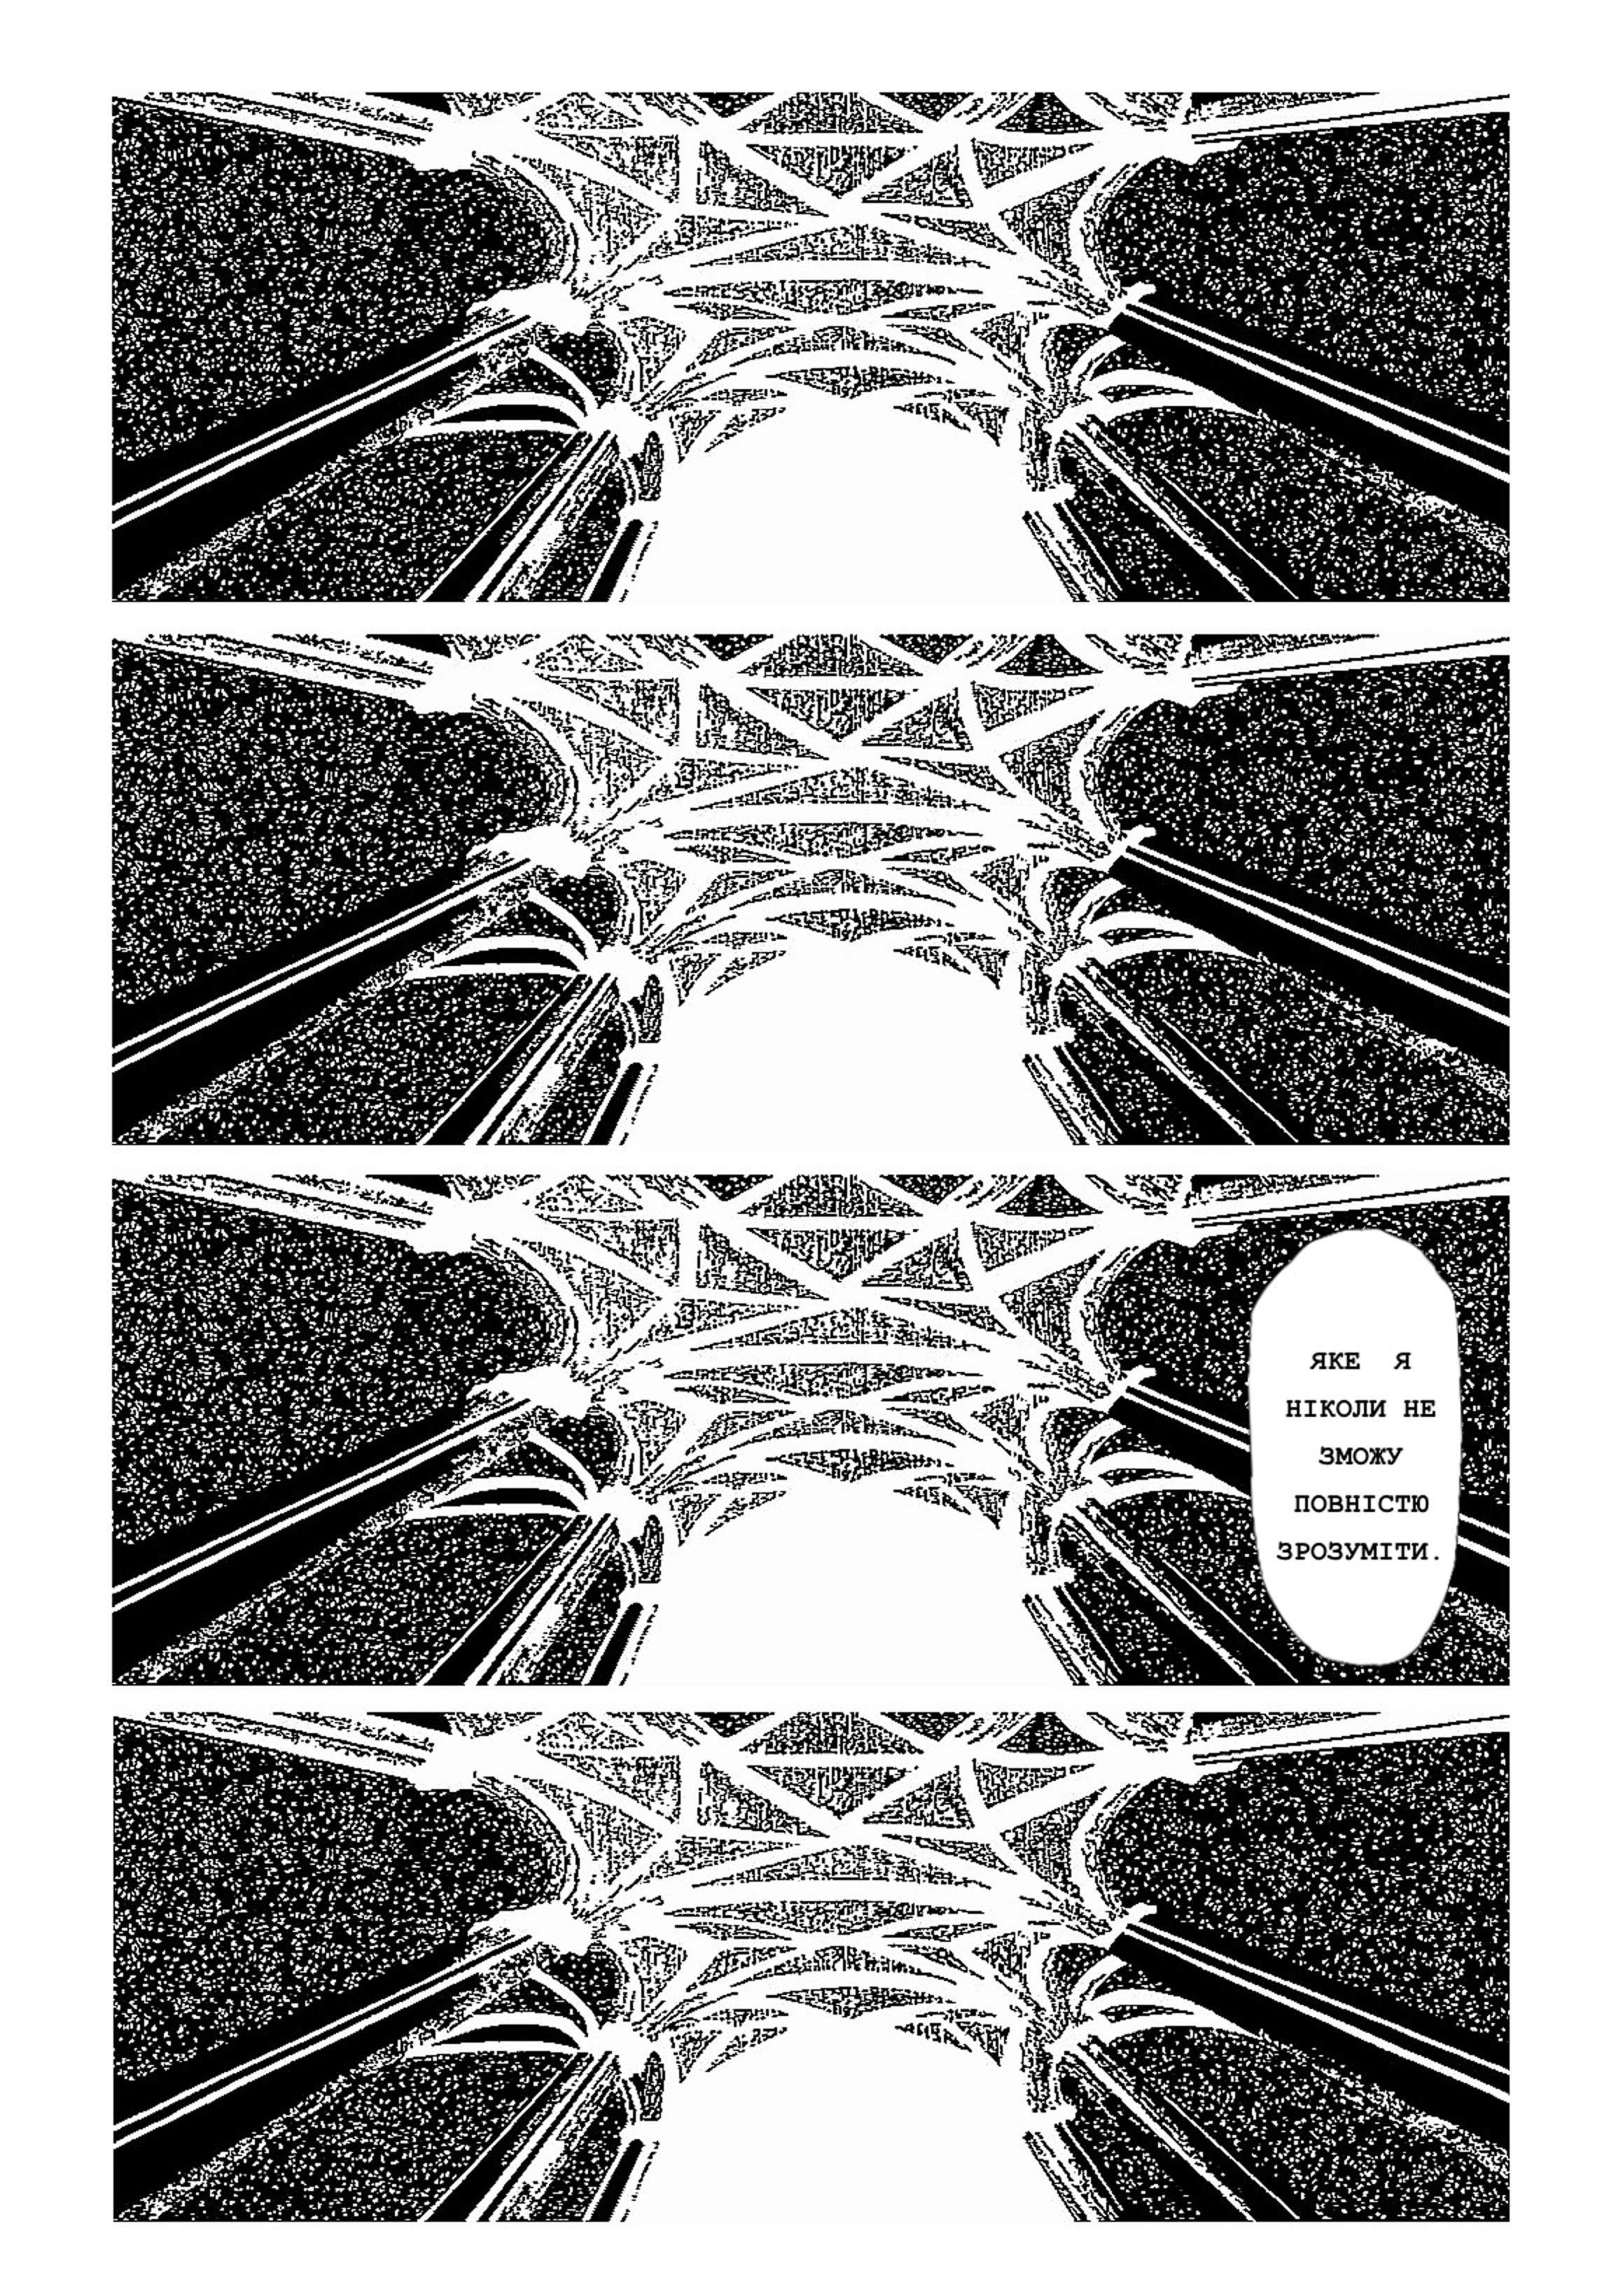 ЯКЕ Я
НІКОЛИ НЕ
ЗМОЖУ
ПОВНІСТЮ
ЗРОЗУМІТИ.